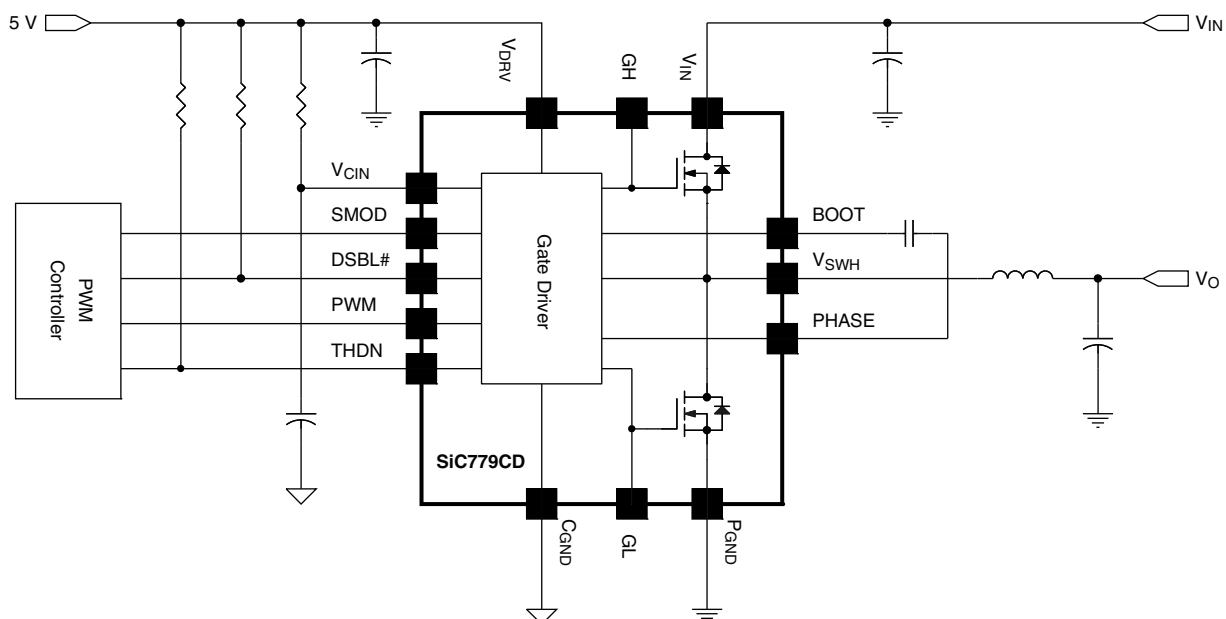 5 V
VDRV
GH
VIN
VIN
VCIN
SMOD
DSBL#
PWM
THDN
PWM
Controller
Gate Driver
BOOT
VSWH
PHASE
VO
SiC779CD
CGND
GL
PGND